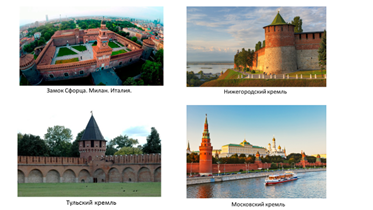 Замок Сфорца. Милан. Италия.
Нижегородский кремль
Тульский кремль
Московский кремль